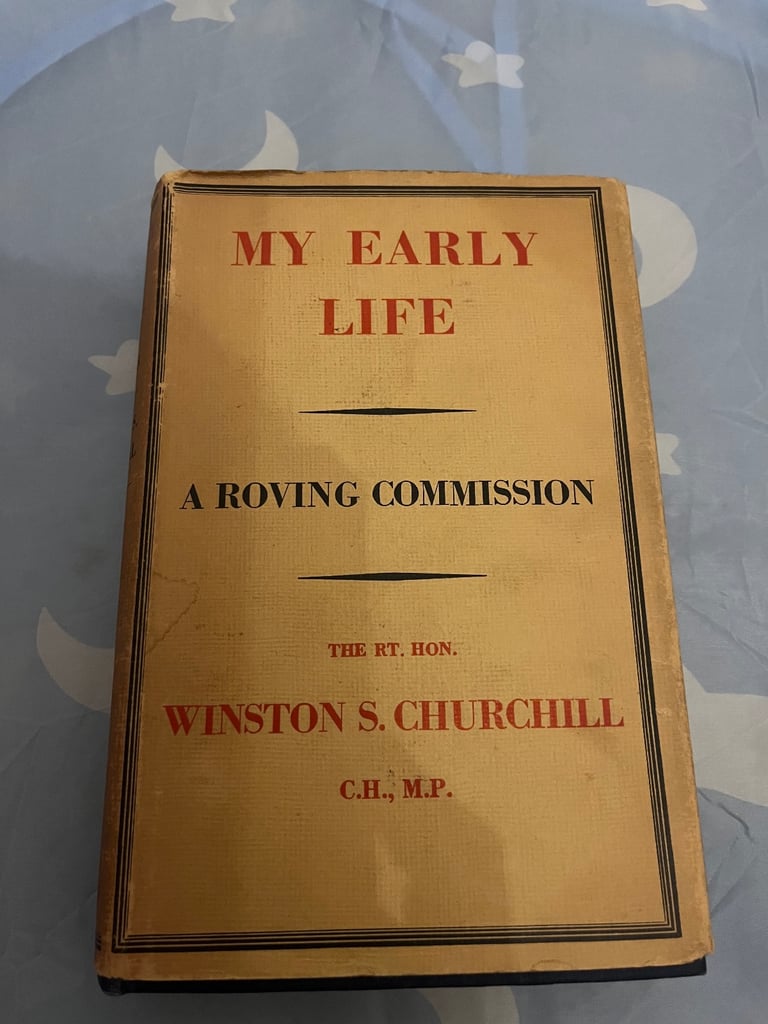 MY EARLY
LIFE
A ROVING COMMISSION
THE RT. HON.
WINSTON S. CHURCHILL
C.H., M.P.